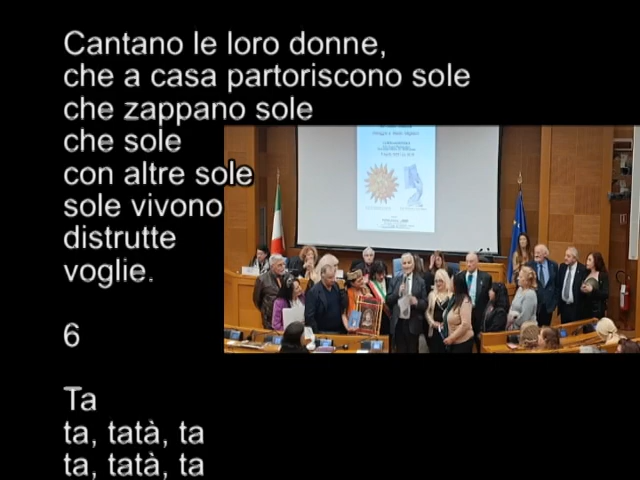 Cantano le loro donne,
che a casa partoriscono sole
che zappano sole
che sole
con altre sole
sole vivono
distrutte
voglie.
6
Ta
ta, tatà, ta
ta, tatà, ta